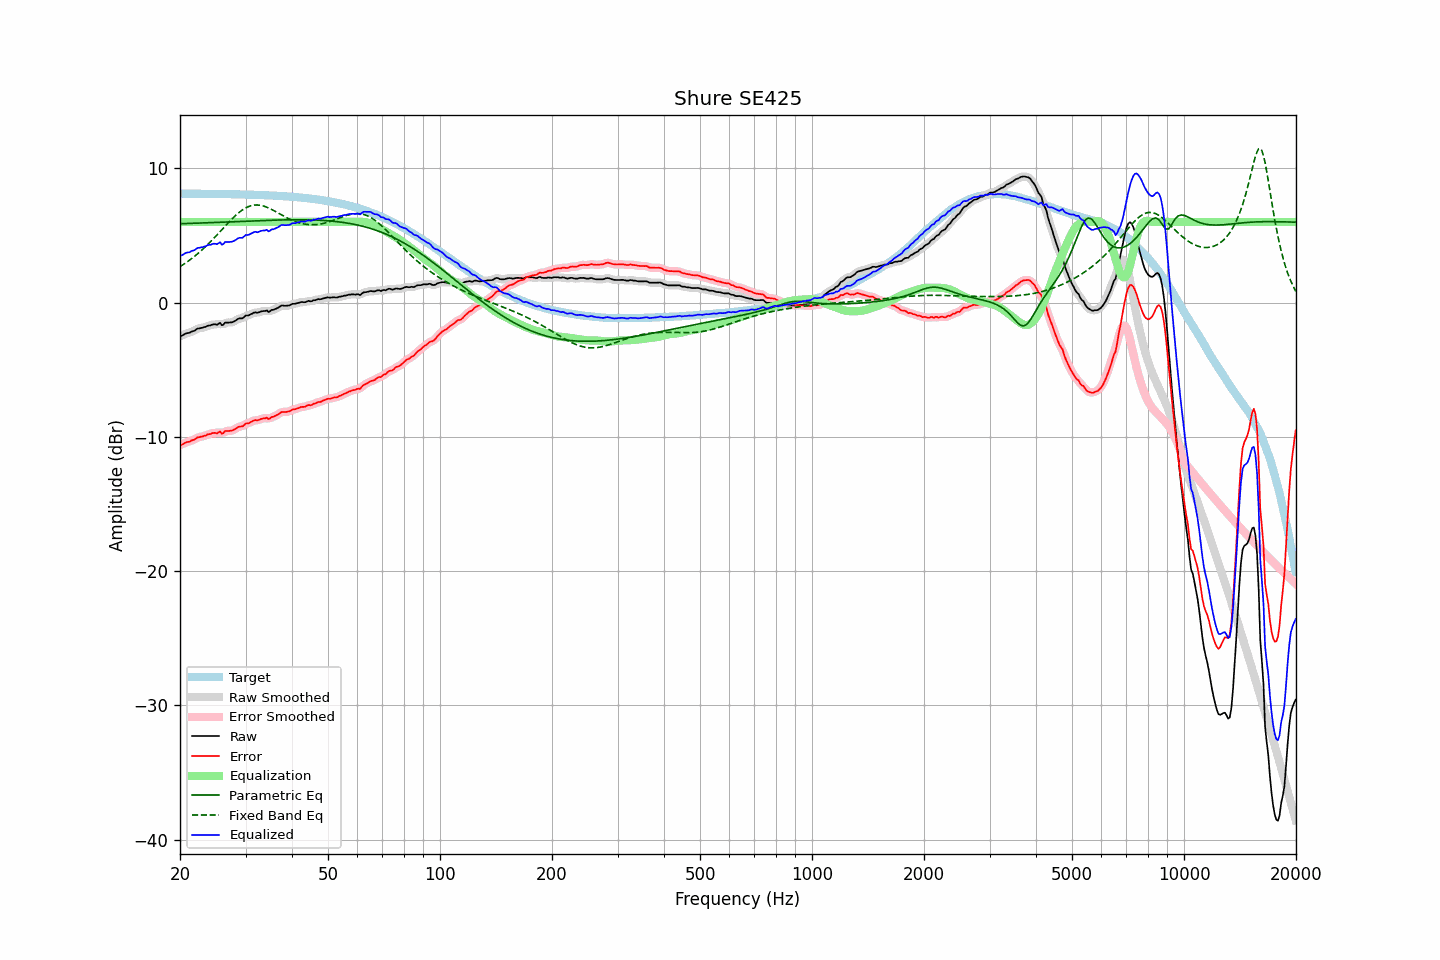 Shure SE425
10
0
−10
−20
−30
−40
Amplitude (dBr)
20
50
100
200
500
1000
2000
5000
10000
20000
Frequency (Hz)
Target
Raw Smoothed
Error Smoothed
Raw
Error
Equalization
Parametric Eq
Fixed Band Eq
Equalized